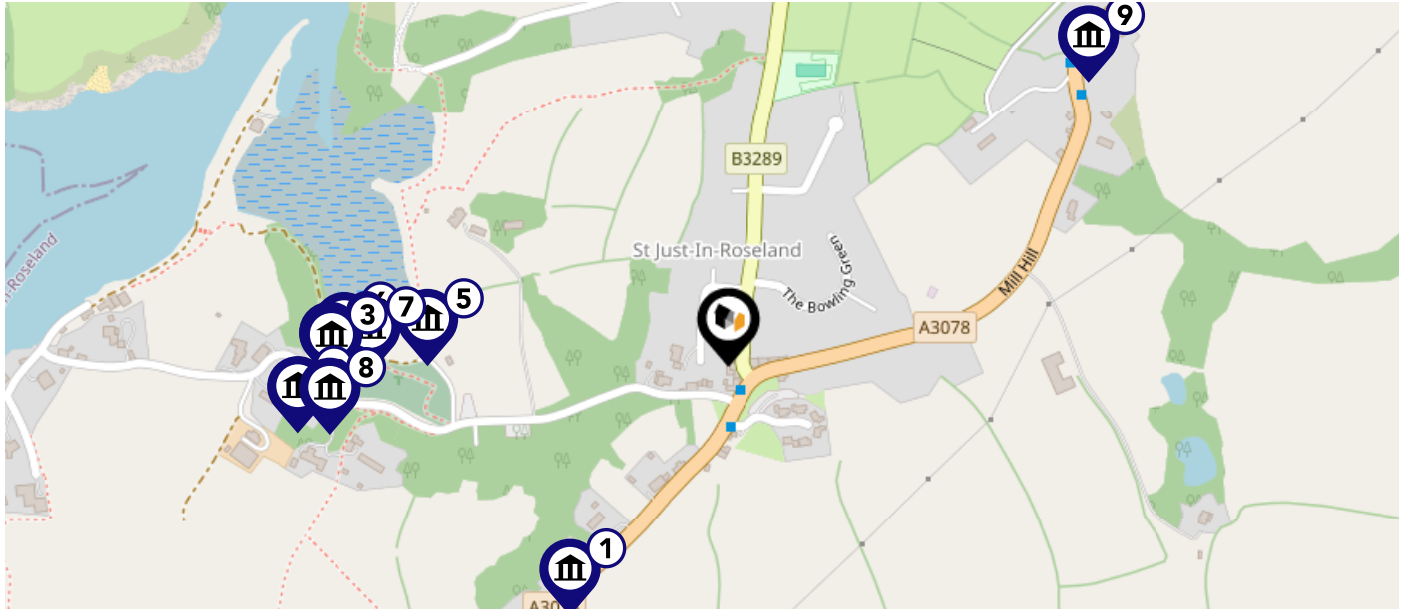 9
B3289
St Just-In-Roseland
-Roseland
The Bowling Green
Mill Hill
5
7
3
A3078
8
1